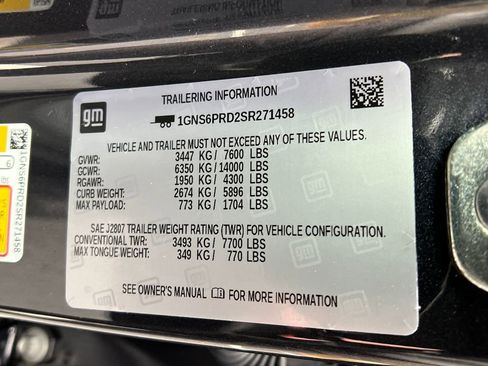 gm
TRAILERING INFORMATION
1GNS6PRD2SR271458
VEHICLE AND TRAILER MUST NOT EXCEED ANY OF THESE VALUES.
GVWR: 3447 KG/ 7600 LBS
GCWR: 6350 KG/ 14000 LBS
RGAWR: 1950 KG/ 4300 LBS
CURB WEIGHT: 2674 KG/ 5896 LBS
MAX PAYLOAD: 773 KG/ 1704 LBS
SAE J2807 TRAILER WEIGHT RATING (TWR) FOR VEHICLE CONFIGURATION.
CONVENTIONAL TWR: 3493 KG/ 7700 LBS
MAX TONGUE WEIGHT: 349 KG/ 770 LBS
SEE OWNER'S MANUAL FOR MORE INFORMATION
1GNS6PRD2SR271458